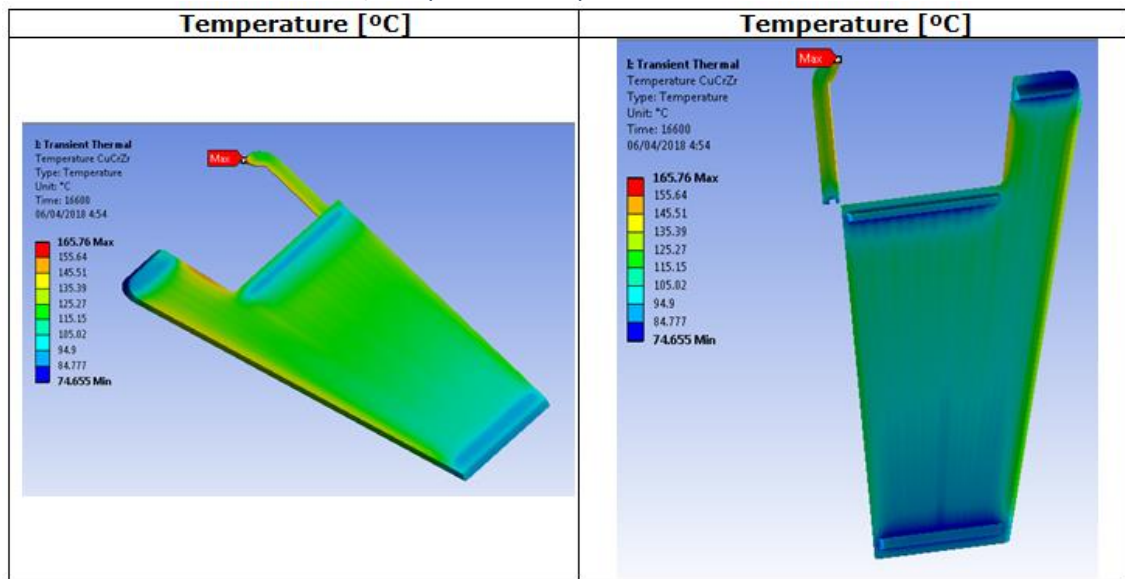 Temperature [ºC]
Temperature [ºC]
I: Transient Thermal
Temperature CuCrZr
Type: Temperature
Unit: °C
Time: 16600
06/04/2018 4:54
Max
165.76 Max
155.64
145.51
135.39
125.27
115.15
105.02
94.9
84.777
74.655 Min
I: Transient Thermal
Temperature CuCrZr
Type: Temperature
Unit: °C
Time: 16600
06/04/2018 4:54
Max
165.76 Max
155.64
145.51
135.39
125.27
115.15
105.02
94.9
84.777
74.655 Min